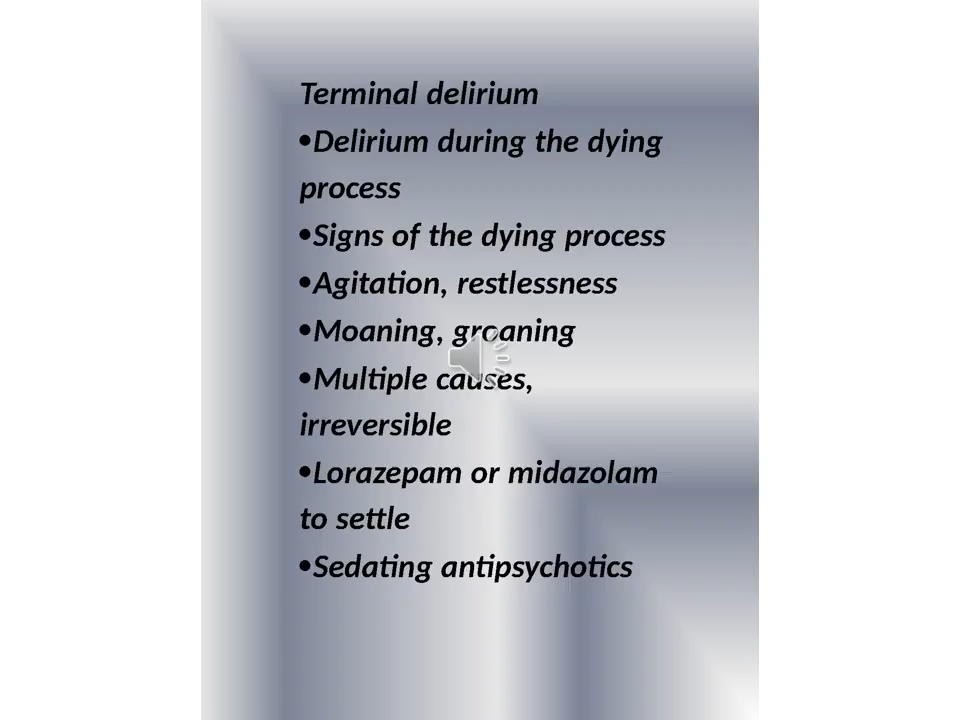 Terminal delirium
•Delirium during the dying
process
•Signs of the dying process
•Agitation, restlessness
•Moaning, groaning
•Multiple causes,
irreversible
•Lorazepam or midazolam
to settle
•Sedating antipsychotics